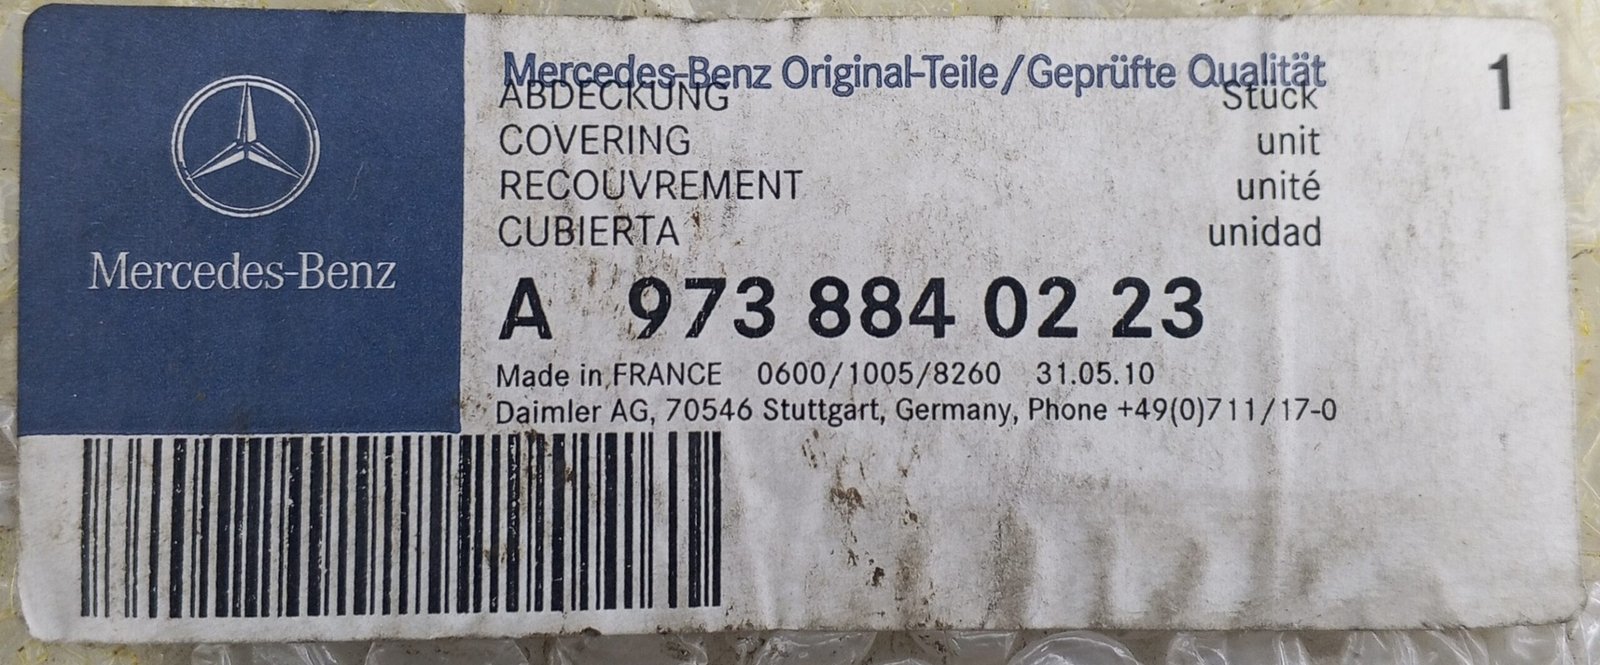 Mercedes-Benz
Mercedes-Benz Original-Teile/Geprüfte Qualität
ABDECKUNG Stück 1
COVERING unit
RECOUVREMENT unité
CUBIERTA unidad
A 973 884 02 23
Made in FRANCE 0600/1005/8260 31.05.10
Daimler AG, 70546 Stuttgart, Germany, Phone +49(0)711/17-0